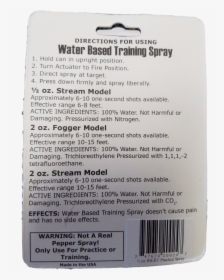 DIRECTIONS FOR USING
Water Based Training Spray
1. Hold can in upright position.
2. Turn Actuator to Fire Position.
3. Direct spray at target.
4. Press down firmly and spray liberally.
½ oz. Stream Model
Approximately 6-10 one-second shots available.
Effective range 6-8 feet.
ACTIVE INGREDIENTS: 100% Water. Not Harmful or
Damaging. Pressurized with Nitrogen.
2 oz. Fogger Model
Approximately 6-10 one-second shots available.
Effective range 10-15 feet.
ACTIVE INGREDIENTS: 100% Water. Not Harmful or
Damaging. Trichloreothylene Pressurized with 1,1,1,-2
tetrafluoroethane.
2 oz. Stream Model
Approximately 6-10 one-second shots available.
Effective range 10-15 feet.
ACTIVE INGREDIENTS: 100% Water. Not Harmful or
Damaging. Trichloreothylene Pressurized with CO2.
EFFECTS: Water Based Training Spray doesn't cause pain
and has no side effects.
WARNING: Not A Real
Pepper Spray!
Only Use For Practice or
Training.
Made in the USA